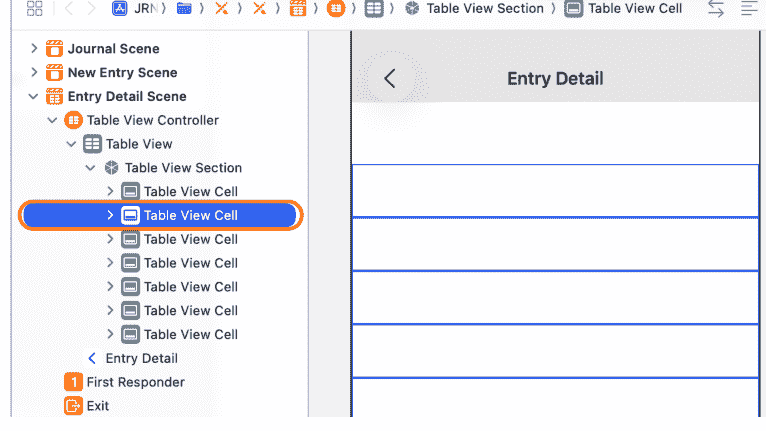 JRN Table View Section Table View Cell
Journal Scene
New Entry Scene
Entry Detail Scene
Table View Controller
Table View
Table View Section
Table View Cell
Table View Cell
Table View Cell
Table View Cell
Table View Cell
Table View Cell
Table View Cell
Entry Detail
1 First Responder
Exit
Entry Detail